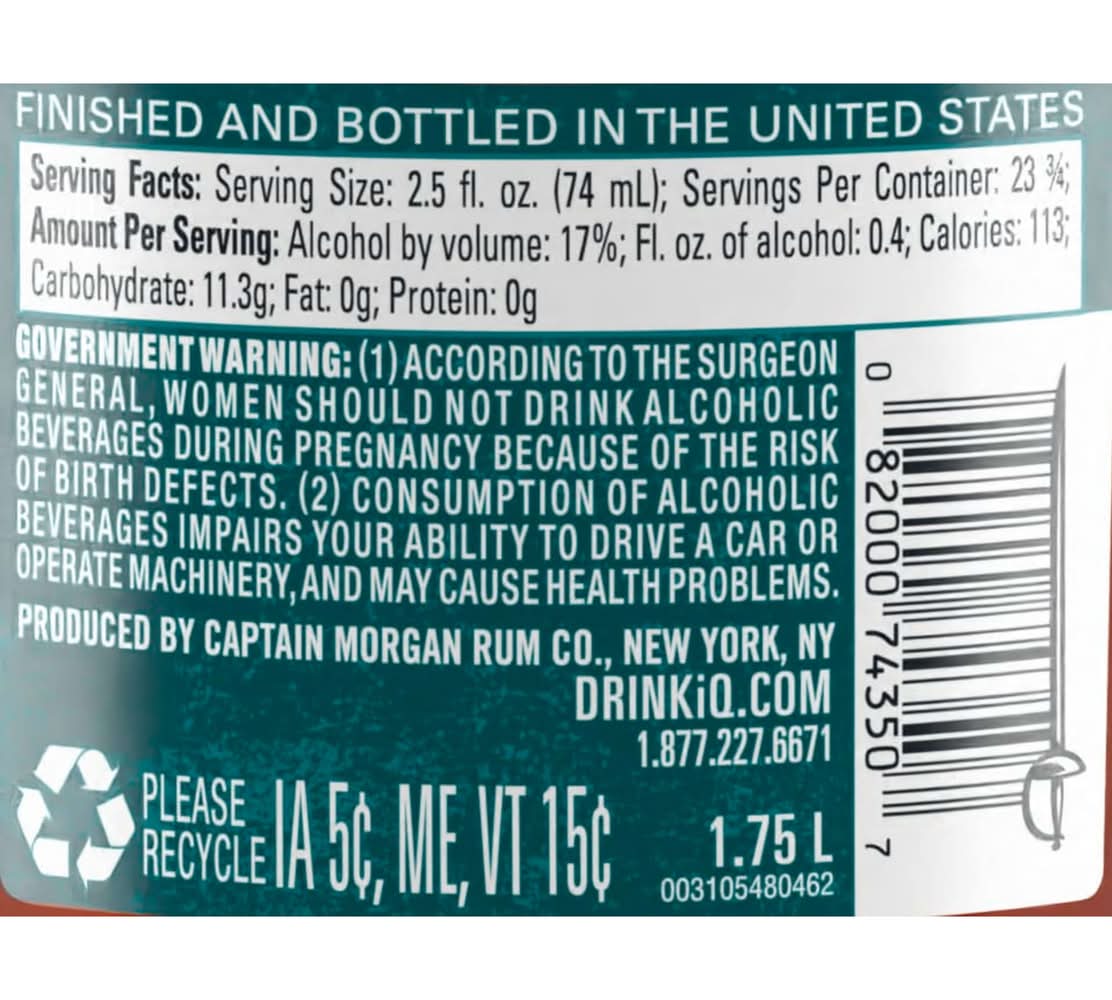 FINISHED AND BOTTLED IN THE UNITED STATES
Serving Facts: Serving Size: 2.5 fl. oz. (74 mL); Servings Per Container: 23 ¾;
Amount Per Serving: Alcohol by volume: 17%; Fl. oz. of alcohol: 0.4; Calories: 113;
Carbohydrate: 11.3g; Fat: 0g; Protein: 0g
GOVERNMENT WARNING: (1) ACCORDING TO THE SURGEON
GENERAL, WOMEN SHOULD NOT DRINK ALCOHOLIC
BEVERAGES DURING PREGNANCY BECAUSE OF THE RISK
OF BIRTH DEFECTS. (2) CONSUMPTION OF ALCOHOLIC
BEVERAGES IMPAIRS YOUR ABILITY TO DRIVE A CAR OR
OPERATE MACHINERY, AND MAY CAUSE HEALTH PROBLEMS.
PRODUCED BY CAPTAIN MORGAN RUM CO., NEW YORK, NY
DRINKiQ.COM
1.877.227.6671
PLEASE
RECYCLE
IA 5¢, ME, VT 15¢
1.75 L
003105480462
0 82000 74350 7